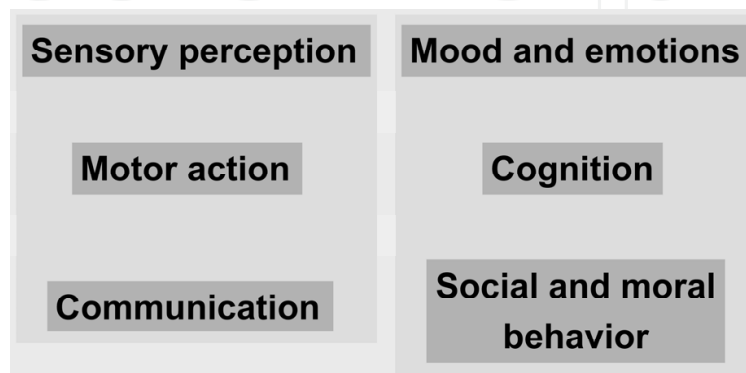 Sensory perception
Motor action
Communication
Mood and emotions
Cognition
Social and moral
behavior